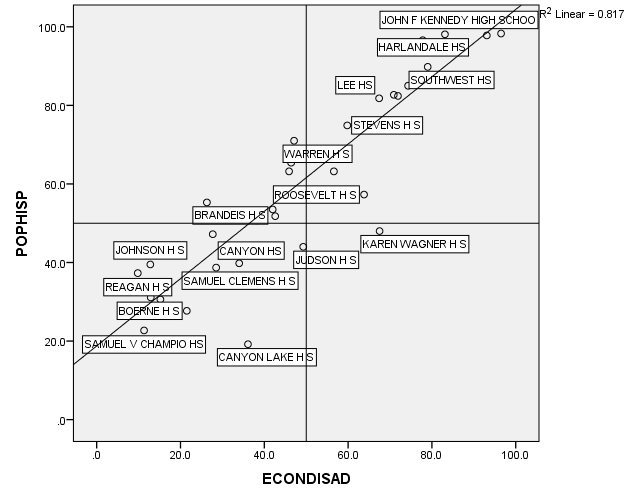 JOHN F KENNEDY HIGH SCHOO
R² Linear = 0.817
100.0
HARLANDALE HS
SOUTHWEST HS
LEE HS
80.0
STEVENS H S
WARREN H S
60.0
ROOSEVELT H S
BRANDEIS H S
KAREN WAGNER H S
JOHNSON H S
CANYON HS
JUDSON H S
40.0
SAMUEL CLEMENS H S
REAGAN H S
BOERNE H S
SAMUEL V CHAMPIO HS
20.0
CANYON LAKE H S
.0
POPHISP
.0
20.0
40.0
60.0
80.0
100.0
ECONDISAD